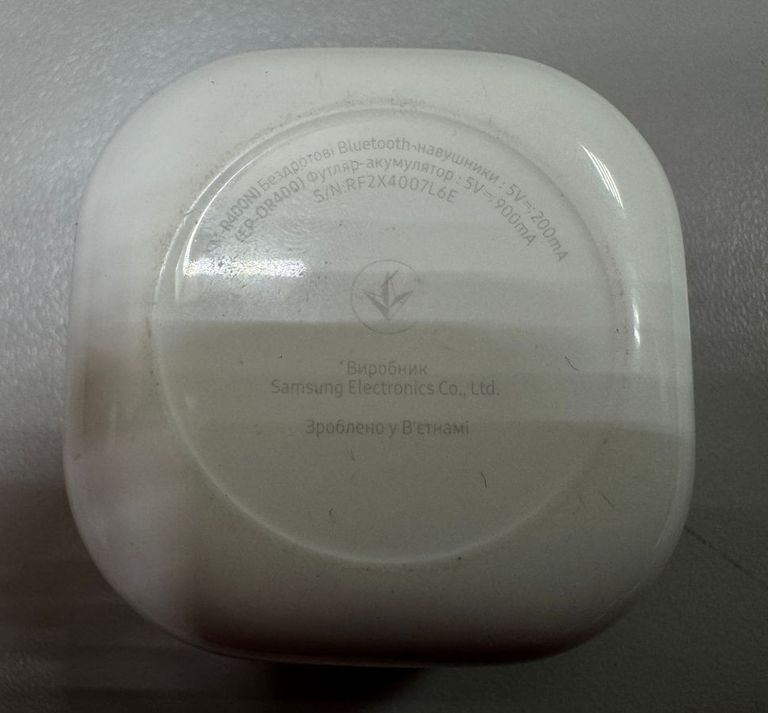 R400N) Бездротові Bluetooth-навушники : 5V⎓, 200mA
(EP-QR400) Футляр-акумулятор : 5V⎓, 900mA
S/N:RF2X4007L6E
Виробник
Samsung Electronics Co., Ltd.
Зроблено у В'єтнамі